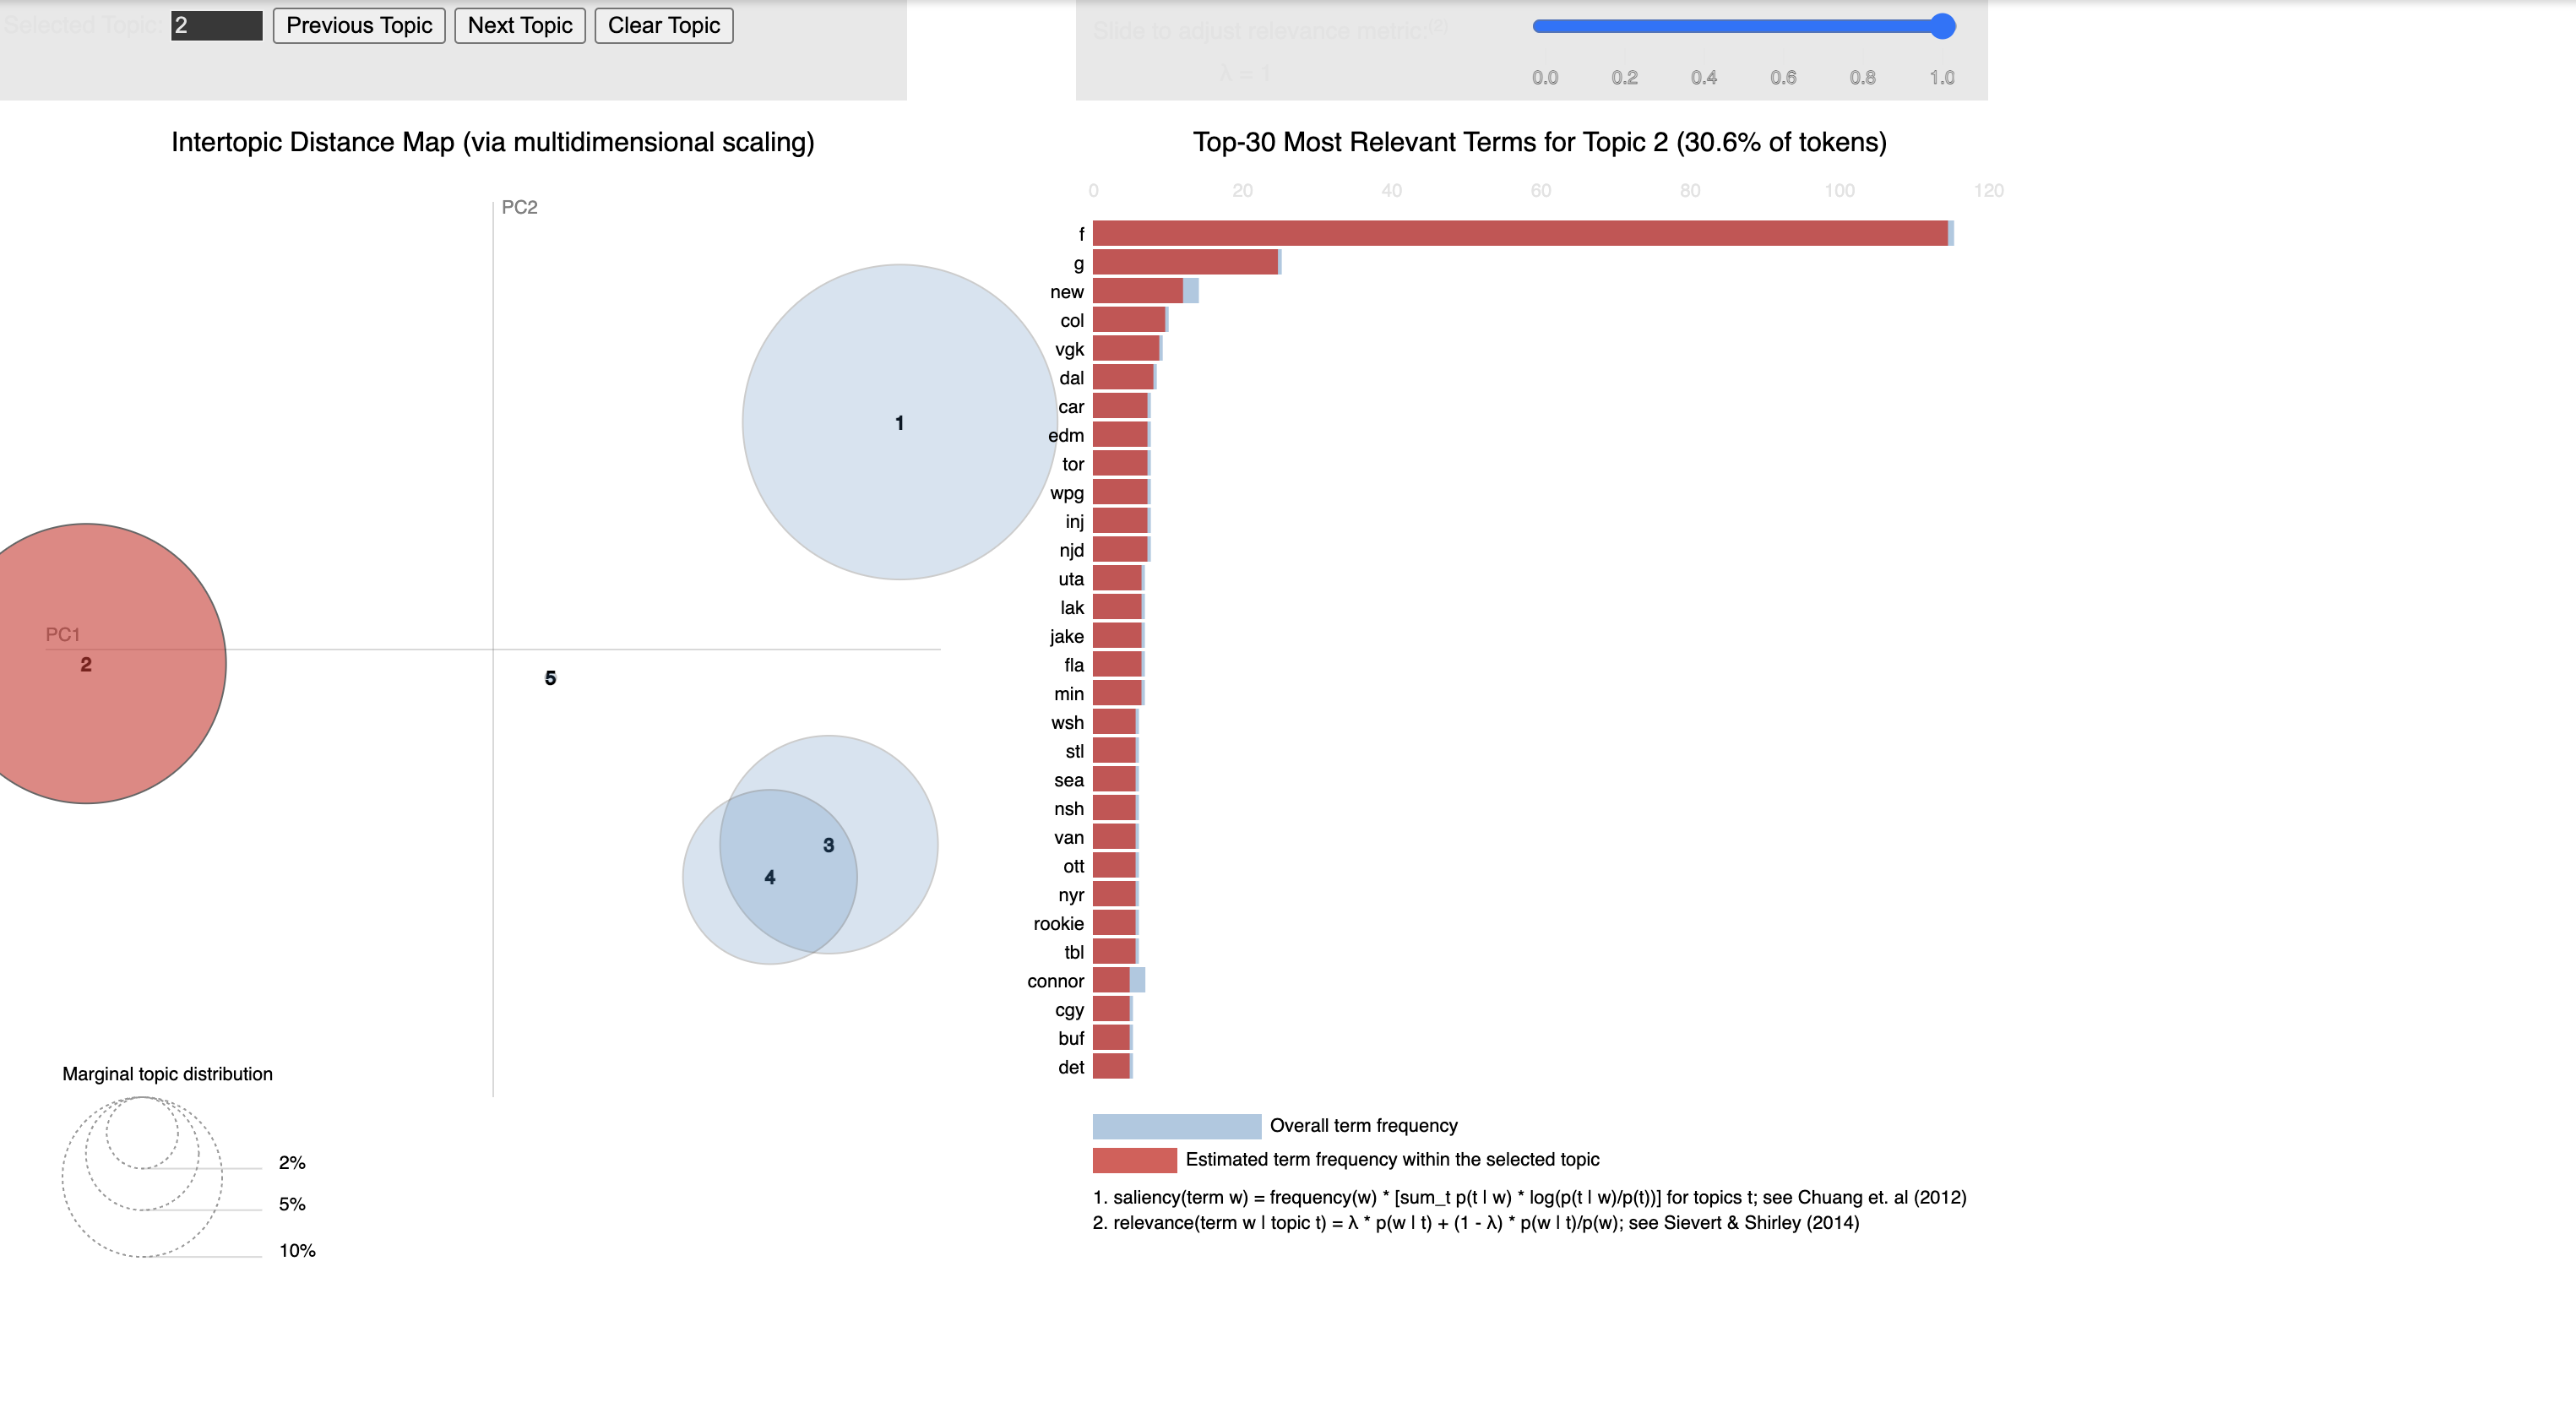 Selected Topic: 2 Previous Topic Next Topic Clear Topic
Slide to adjust relevance metric:(2)
λ = 1
0.0 0.2 0.4 0.6 0.8 1.0
Intertopic Distance Map (via multidimensional scaling)
PC2
PC1
1
2
5
3
4
Marginal topic distribution
2%
5%
10%
Top-30 Most Relevant Terms for Topic 2 (30.6% of tokens)
0 20 40 60 80 100 120
f
g
new
col
vgk
dal
car
edm
tor
wpg
inj
njd
uta
lak
jake
fla
min
wsh
stl
sea
nsh
van
ott
nyr
rookie
tbl
connor
cgy
buf
det
Overall term frequency
Estimated term frequency within the selected topic
1. saliency(term w) = frequency(w) * [sum_t p(t | w) * log(p(t | w)/p(t))] for topics t; see Chuang et. al (2012)
2. relevance(term w | topic t) = λ * p(w | t) + (1 - λ) * p(w | t)/p(w); see Sievert & Shirley (2014)